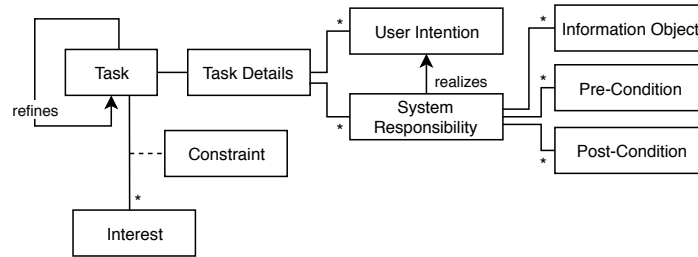 *
User Intention
*
Information Object
Task
Task Details
refines
realizes
*
Pre-Condition
*
System
Responsibility
Constraint
*
Post-Condition
*
Interest